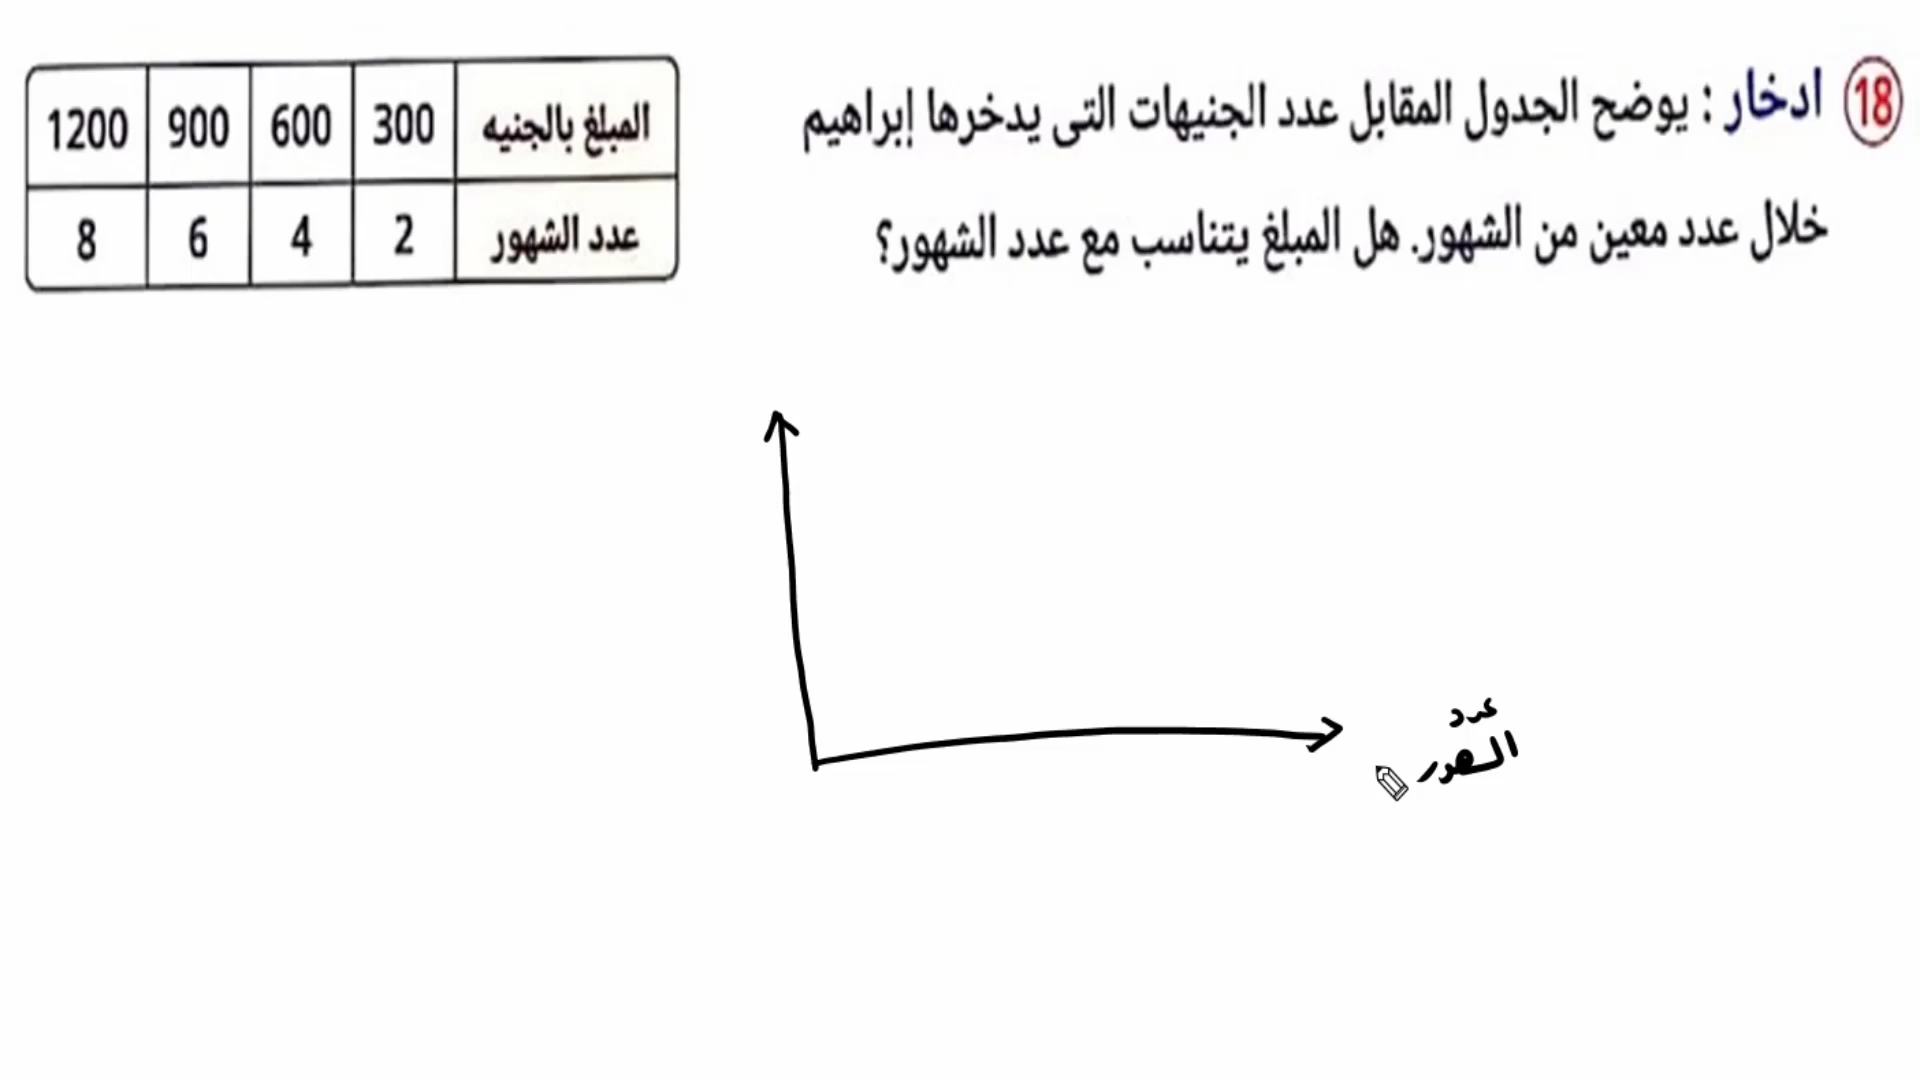 18 ادخار : يوضح الجدول المقابل عدد الجنيهات التى يدخرها إبراهيم
خلال عدد معين من الشهور. هل المبلغ يتناسب مع عدد الشهور؟
المبلغ بالجنيه 300 600 900 1200
عدد الشهور 2 4 6 8
عدد
الشهور